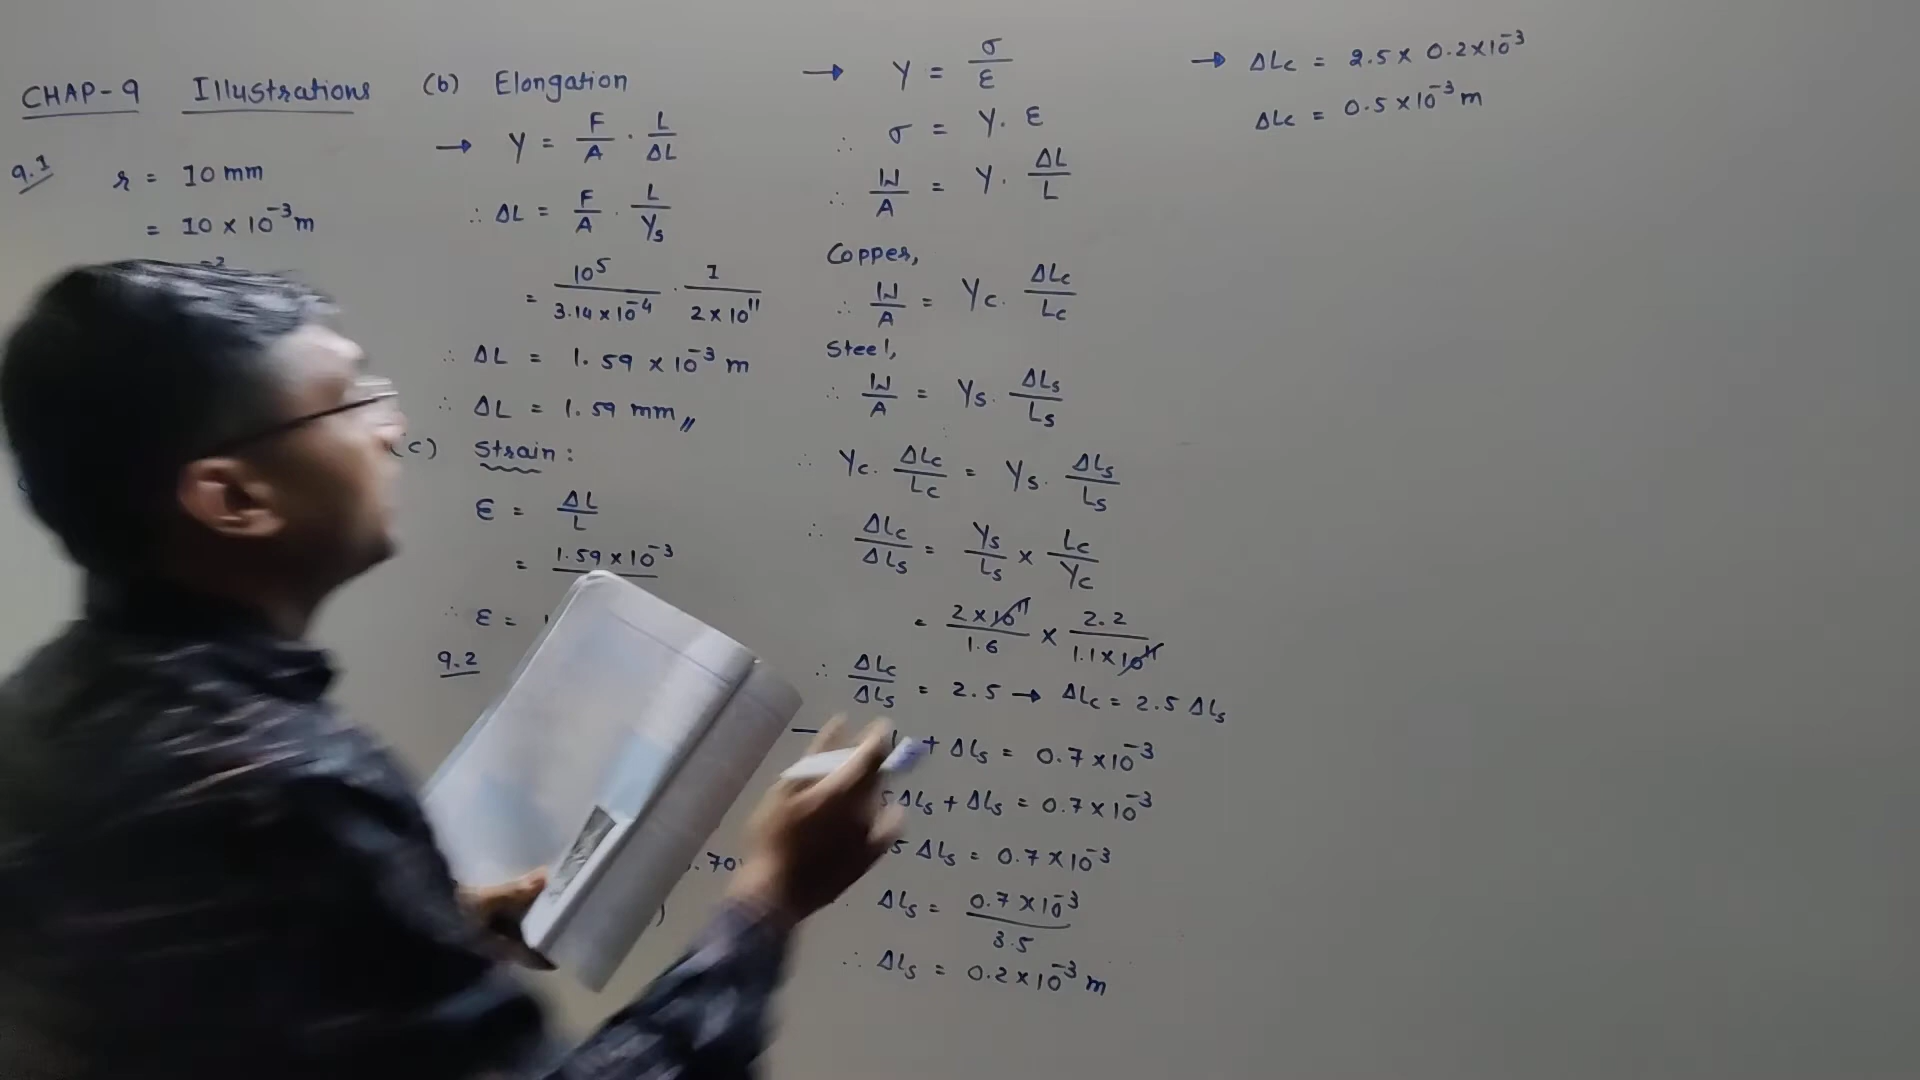 CHAP-9 Illustrations
9.1 r = 10 mm
= 10 × 10⁻³ m
(b) Elongation
→ Y = F/A · L/ΔL
∴ ΔL = F/A · L/Ys
= 10⁵/3.14 × 10⁻⁴ · 1/2 × 10¹¹
∴ ΔL = 1.59 × 10⁻³ m
∴ ΔL = 1.59 mm
(c) Strain:
ε = ΔL/L
= 1.59 × 10⁻³
∴ ε =
9.2
→ Y = σ/ε
∴ σ = Y. ε
∴ W/A = Y. ΔL/L
Copper,
∴ W/A = Yc. ΔLc/Lc
Steel,
∴ W/A = Ys. ΔLs/Ls
∴ Yc. ΔLc/Lc = Ys. ΔLs/Ls
∴ ΔLc/ΔLs = Ys/Ls × Lc/Yc
= 2 × 10¹¹/1.6 × 2.2/1.1 × 10¹¹
∴ ΔLc/ΔLs = 2.5 → ΔLc = 2.5 ΔLs
+ ΔLs = 0.7 × 10⁻³
5 ΔLs + ΔLs = 0.7 × 10⁻³
5 ΔLs = 0.7 × 10⁻³
ΔLs = 0.7 × 10⁻³/3.5
∴ ΔLs = 0.2 × 10⁻³ m
→ ΔLc = 2.5 × 0.2 × 10⁻³
ΔLc = 0.5 × 10⁻³ m